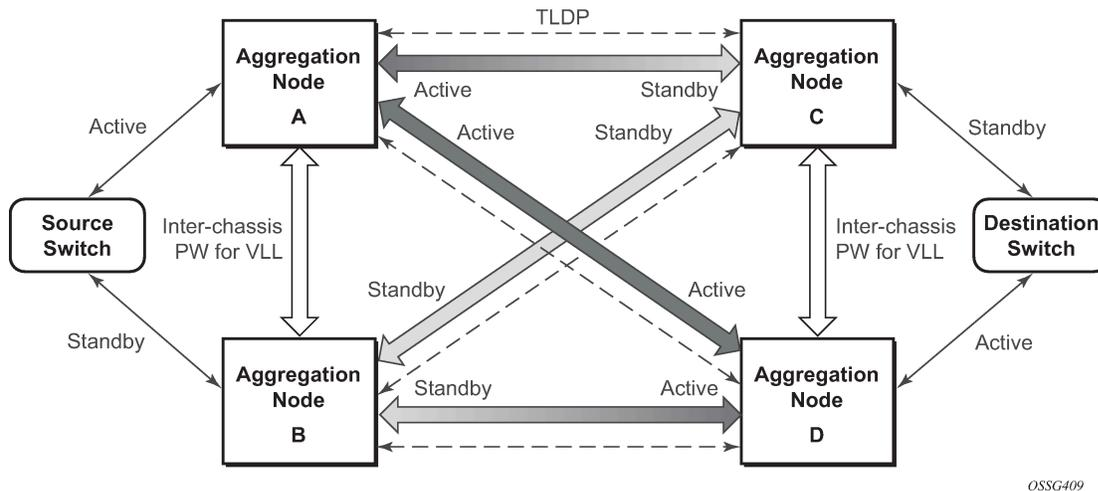 TLDP
Aggregation
Node
A
Aggregation
Node
C
Active
Standby
Active
Standby
Active
Standby
Source
Switch
Inter-chassis
PW for VLL
Inter-chassis
PW for VLL
Destination
Switch
Standby
Active
Standby
Active
Aggregation
Node
B
Standby
Active
Aggregation
Node
D
OSSG409